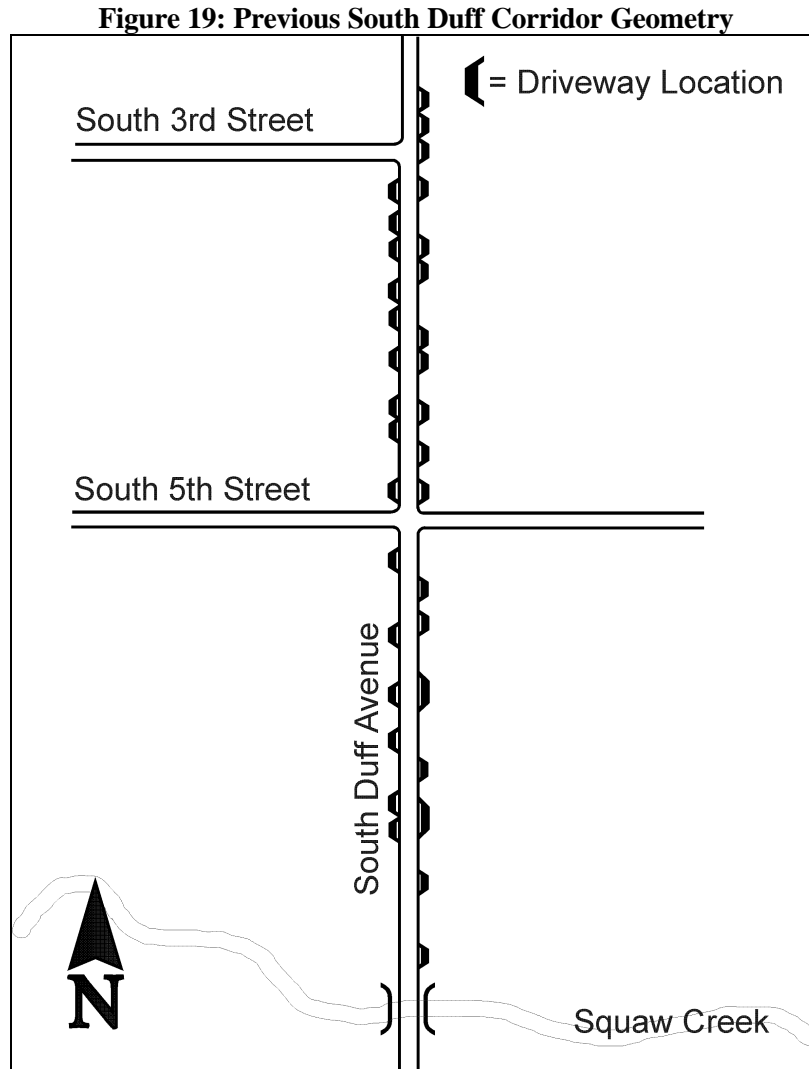 Figure 19: Previous South Duff Corridor Geometry
= Driveway Location
South 3rd Street
South 5th Street
South Duff Avenue
N
Squaw Creek